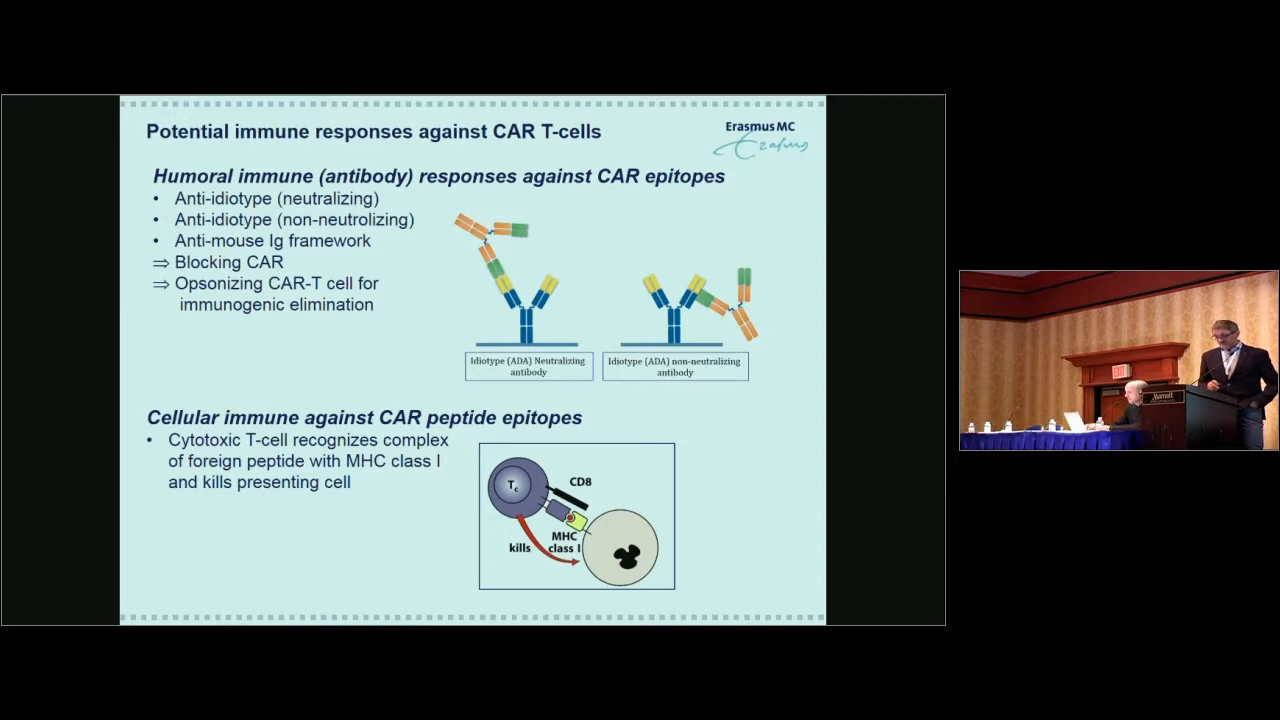 Potential immune responses against CAR T-cells
Erasmus MC
Erasmus
Humoral immune (antibody) responses against CAR epitopes
• Anti-idiotype (neutralizing)
• Anti-idiotype (non-neutrolizing)
• Anti-mouse Ig framework
⇒ Blocking CAR
⇒ Opsonizing CAR-T cell for
immunogenic elimination
Idiotype (ADA) Neutralizing
antibody
Idiotype (ADA) non-neutralizing
antibody
Cellular immune against CAR peptide epitopes
• Cytotoxic T-cell recognizes complex
of foreign peptide with MHC class I
and kills presenting cell
Tc
CD8
MHC
class I
kills
EXIT
Marriott